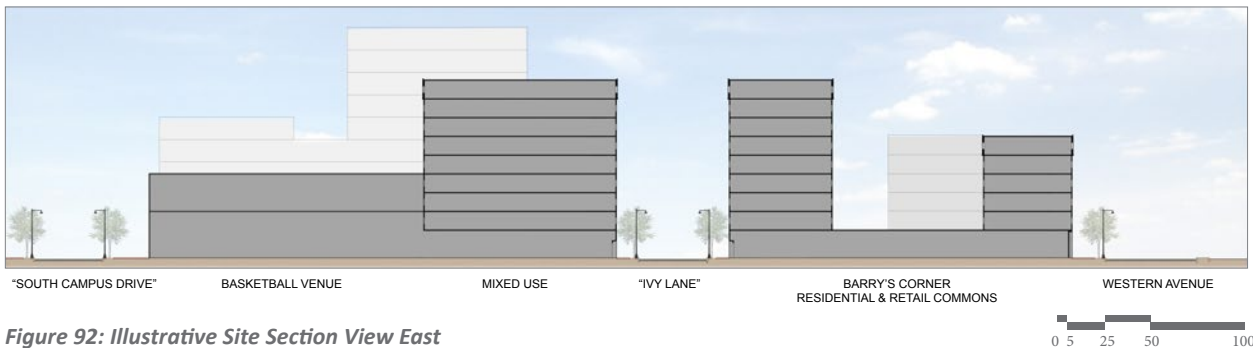 "SOUTH CAMPUS DRIVE" BASKETBALL VENUE MIXED USE "IVY LANE" BARRY'S CORNER WESTERN AVENUE
RESIDENTIAL & RETAIL COMMONS
Figure 92: Illustrative Site Section View East
0 5 25 50 100